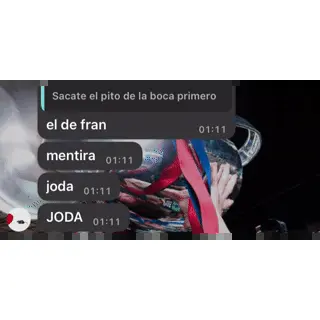 Sacate el pito de la boca primero
el de fran
01:11
mentira 01:11
joda 01:11
JODA 01:11